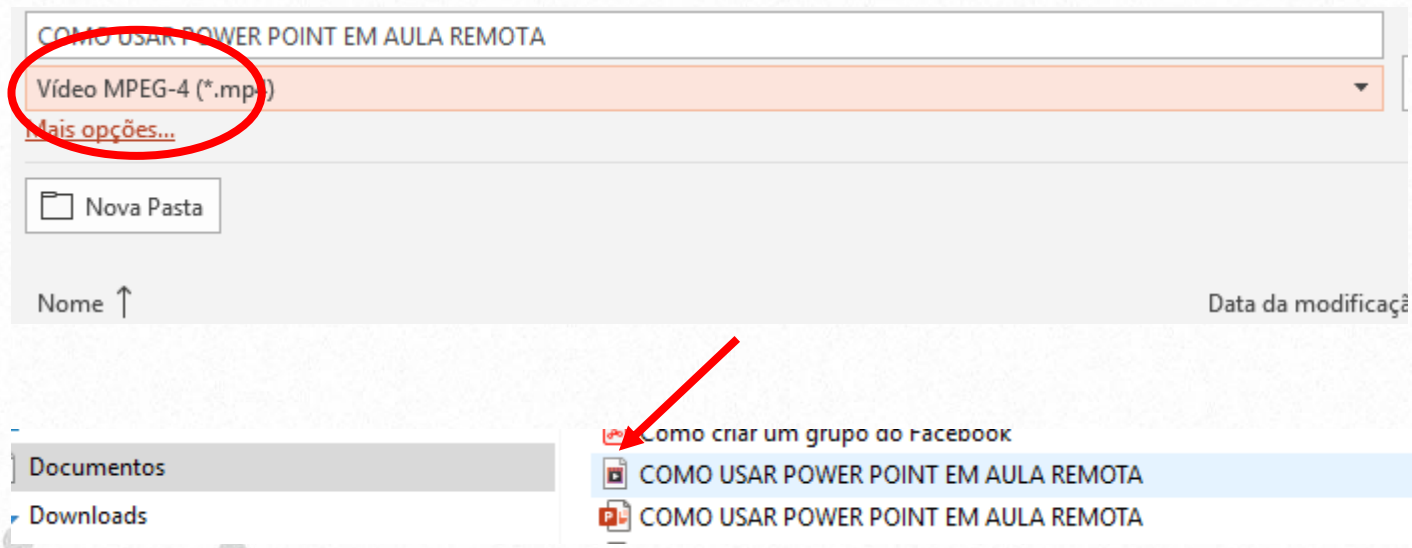 COMO USAR POWER POINT EM AULA REMOTA
Vídeo MPEG-4 (*.mp4)
Mais opções...
Nova Pasta
Nome ↑
Data da modificaçã
Como criar um grupo do Facebook
Documentos
COMO USAR POWER POINT EM AULA REMOTA
Downloads
COMO USAR POWER POINT EM AULA REMOTA